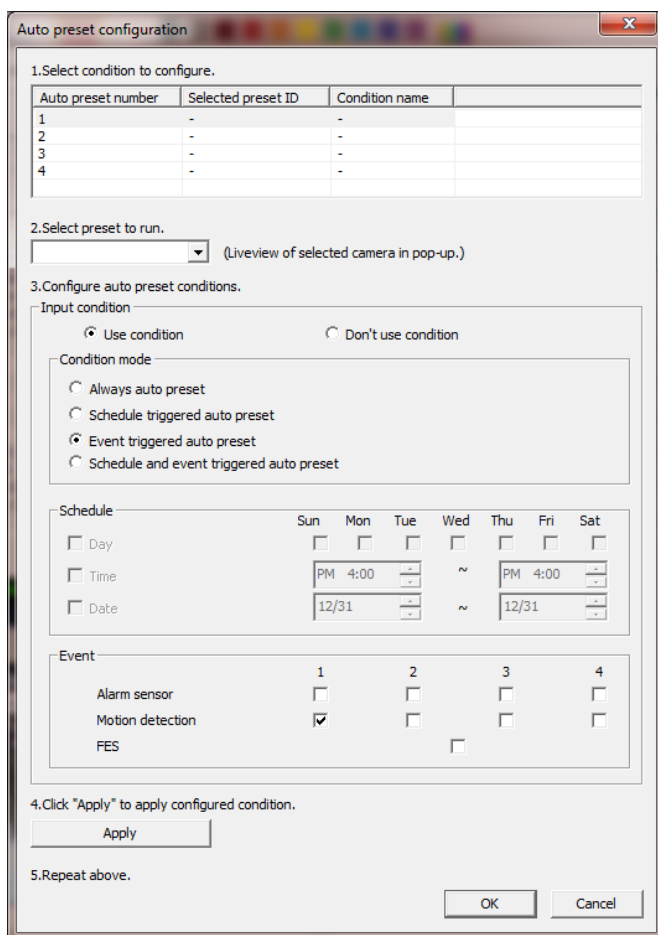 Auto preset configuration
1.Select condition to configure.
Auto preset number Selected preset ID Condition name
1 - -
2 - -
3 - -
4 - -
2.Select preset to run.
(Liveview of selected camera in pop-up.)
3.Configure auto preset conditions.
Input condition
Use condition Don't use condition
Condition mode
Always auto preset
Schedule triggered auto preset
Event triggered auto preset
Schedule and event triggered auto preset
Schedule
Sun Mon Tue Wed Thu Fri Sat
Day
Time PM 4:00 ~ PM 4:00
Date 12/31 ~ 12/31
Event
1 2 3 4
Alarm sensor
Motion detection
FES
4.Click "Apply" to apply configured condition.
Apply
5.Repeat above.
OK Cancel